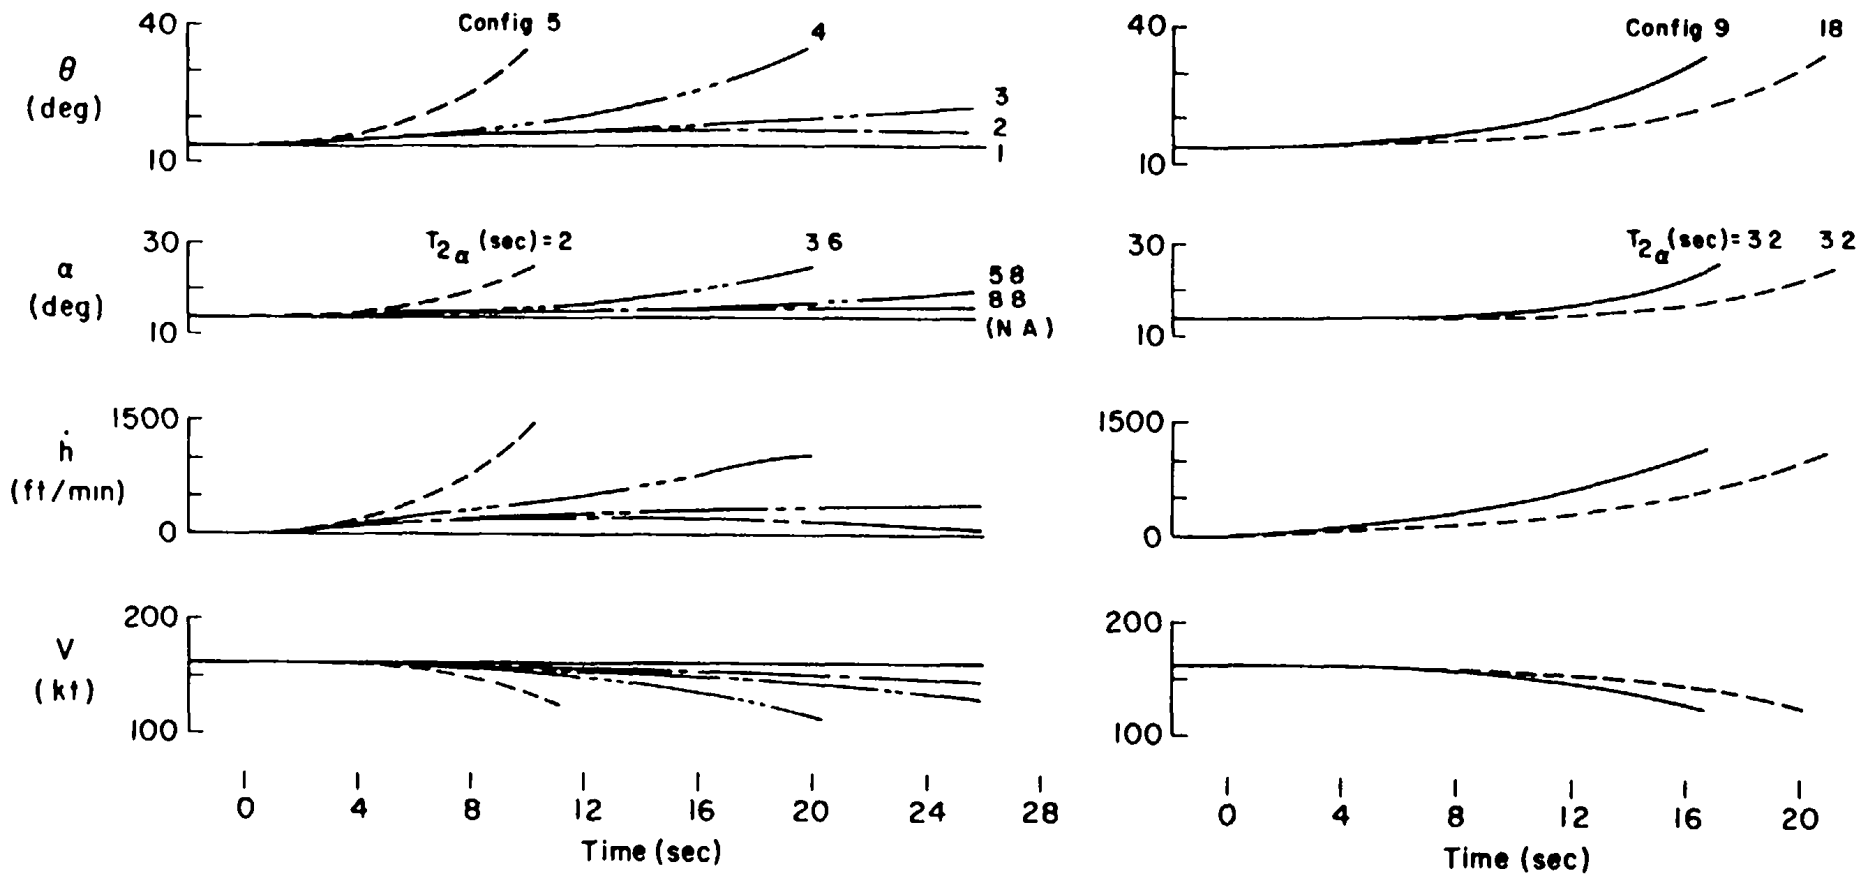 40
θ
(deg)
10
Config 5
4
3
2
1
30
α
(deg)
10
T2α (sec)=2
3 6
5 8
8 8
(N A)
1500
ḣ
(ft/min)
0
200
V
(kt)
100
0 4 8 12 16 20 24 28
Time (sec)
40
10
Config 9
18
30
10
T2α (sec)=3 2
3 2
1500
0
200
100
0 4 8 12 16 20
Time (sec)